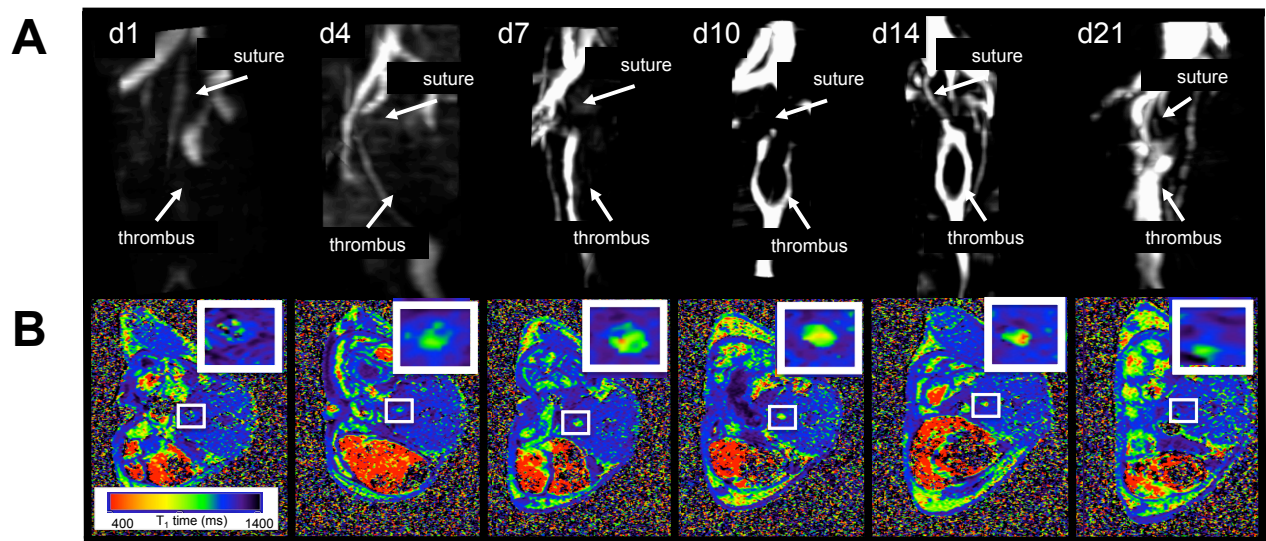 A
d1
d4
d7
d10
d14
d21
suture
suture
suture
suture
suture
suture
thrombus
thrombus
thrombus
thrombus
thrombus
thrombus
B
400
T1 time (ms)
1400